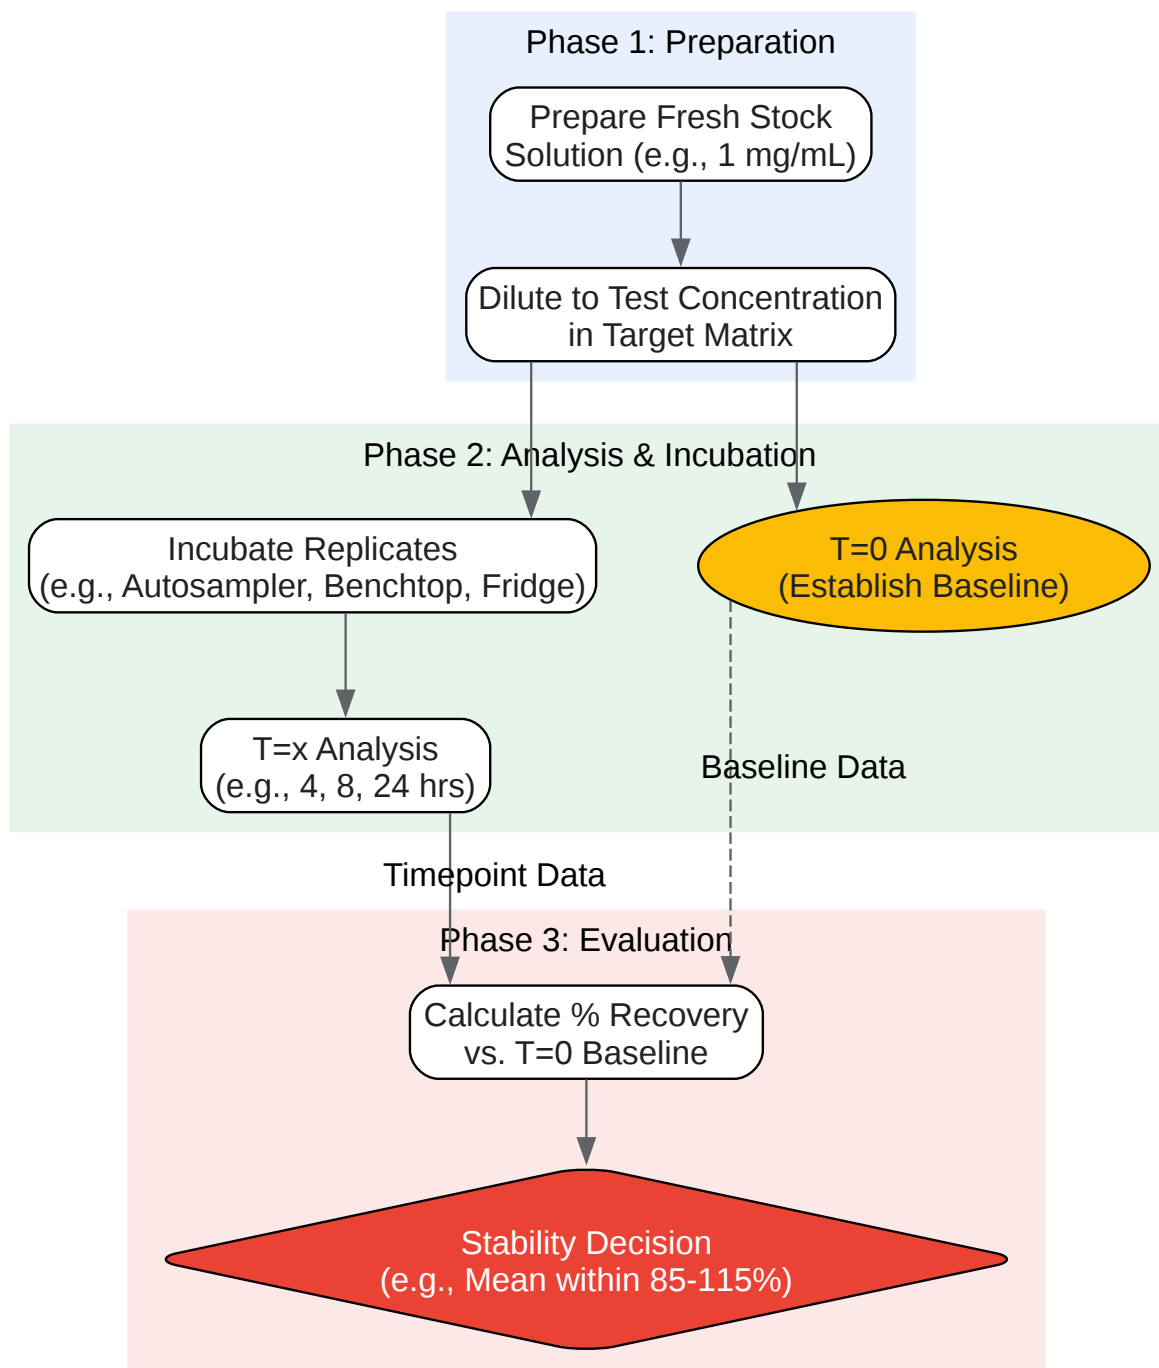 Phase 1: Preparation
Prepare Fresh Stock
Solution (e.g., 1 mg/mL)
Dilute to Test Concentration
in Target Matrix
Phase 2: Analysis & Incubation
Incubate Replicates
(e.g., Autosampler, Benchtop, Fridge)
T=0 Analysis
(Establish Baseline)
T=x Analysis
(e.g., 4, 8, 24 hrs)
Baseline Data
Timepoint Data
Phase 3: Evaluation
Calculate % Recovery
vs. T=0 Baseline
Stability Decision
(e.g., Mean within 85-115%)